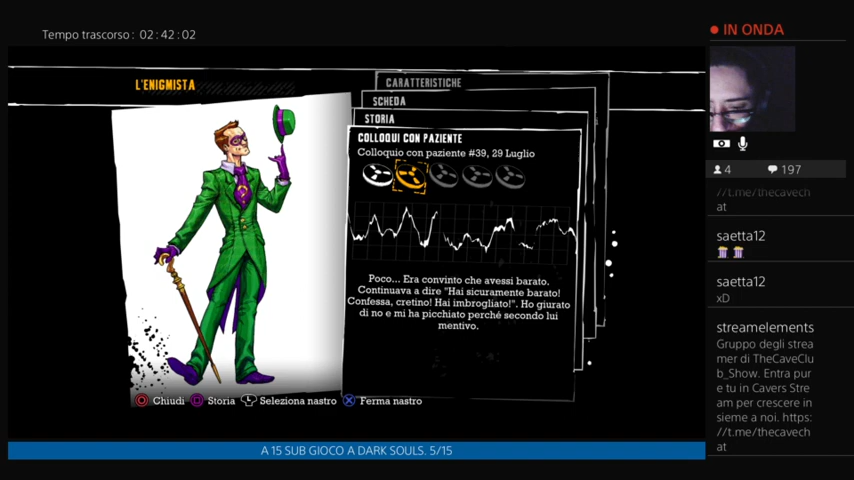 Tempo trascorso: 02:42:02
IN ONDA
L'ENIGMISTA
CARATTERISTICHE
SCHEDA
STORIA
COLLOQUI CON PAZIENTE
Colloquio con paziente #39, 29 Luglio
Poco... Era convinto che avessi barato.
Continuava a dire "Hai sicuramente barato!
Confessa, cretino! Hai imbrogliato!". Ho giurato
di no e mi ha picchiato perché secondo lui
mentivo.
Chiudi Storia Seleziona nastro Ferma nastro
A 15 SUB GIOCO A DARK SOULS. 5/15
4 197
//t.me/thecavech
at
saetta12
saetta12
xD
streamelements
Gruppo degli strea
mer di TheCaveClu
b_Show. Entra pur
e tu in Cavers Stre
am per crescere in
sieme a noi. https:
//t.me/thecavech
at